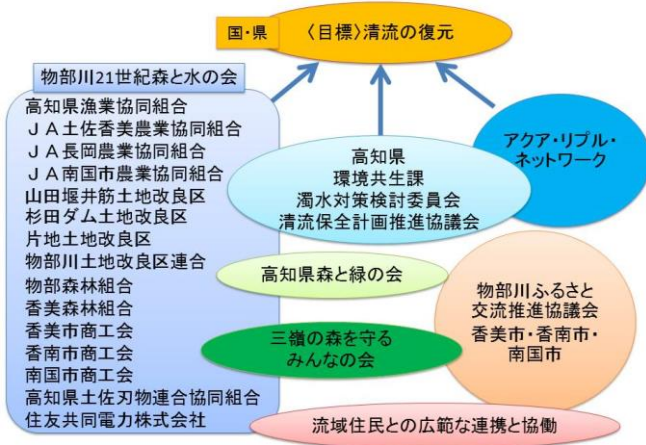 国・県
〈目標〉清流の復元
物部川21世紀森と水の会
高知県漁業協同組合
ＪＡ土佐香美農業協同組合
ＪＡ長岡農業協同組合
ＪＡ南国市農業協同組合
山田堰井筋土地改良区
杉田ダム土地改良区
片地土地改良区
物部川土地改良区連合
物部森林組合
香美森林組合
香美市商工会
香南市商工会
南国市商工会
高知県土佐刃物連合協同組合
住友共同電力株式会社
高知県
環境共生課
濁水対策検討委員会
清流保全計画推進協議会
アクア・リプル・
ネットワーク
高知県森と緑の会
物部川ふるさと
交流推進協議会
香美市・香南市・
南国市
三嶺の森を守る
みんなの会
流域住民との広範な連携と協働